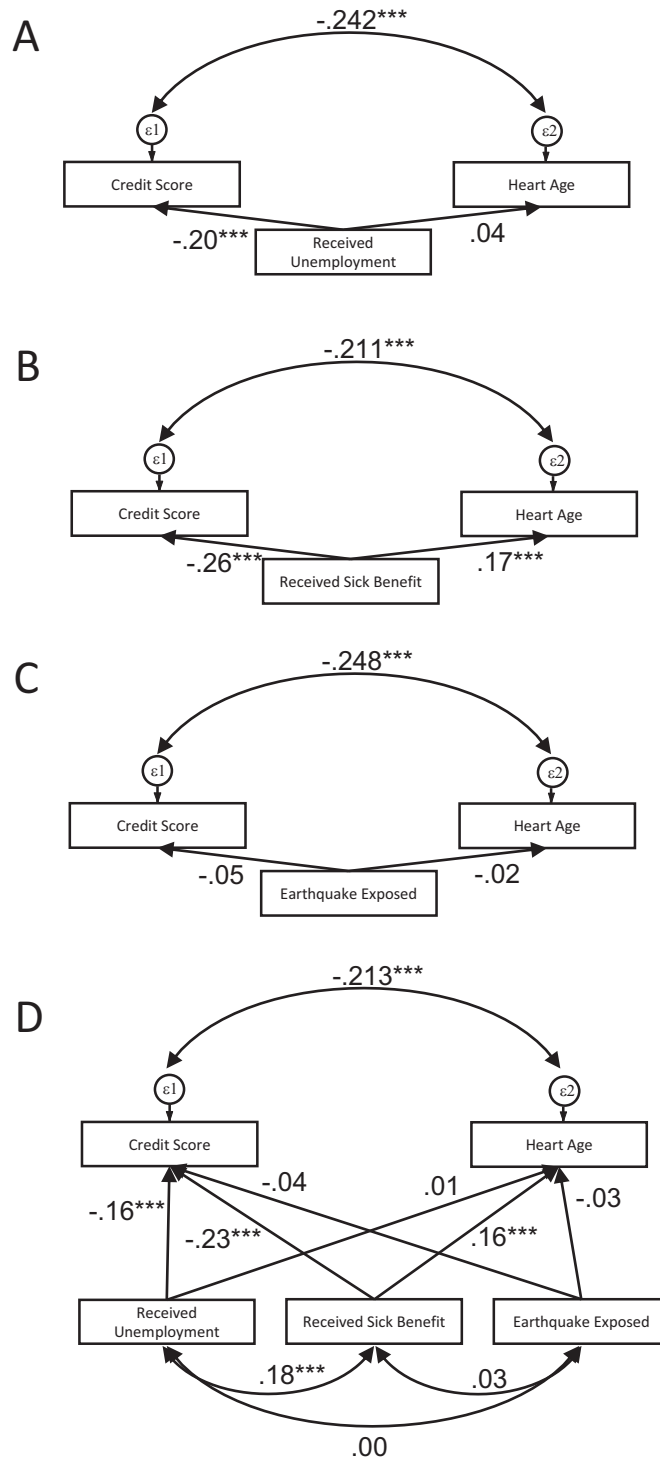 A
-.242***
ε1
ε2
Credit Score
Heart Age
-.20***
.04
Received
Unemployment
B
-.211***
ε1
ε2
Credit Score
Heart Age
-.26***
.17***
Received Sick Benefit
C
-.248***
ε1
ε2
Credit Score
Heart Age
-.05
-.02
Earthquake Exposed
D
-.213***
ε1
ε2
Credit Score
Heart Age
-.16***
-.23***
-.04
.01
.16***
-.03
Received
Unemployment
Received Sick Benefit
Earthquake Exposed
.18***
.03
.00